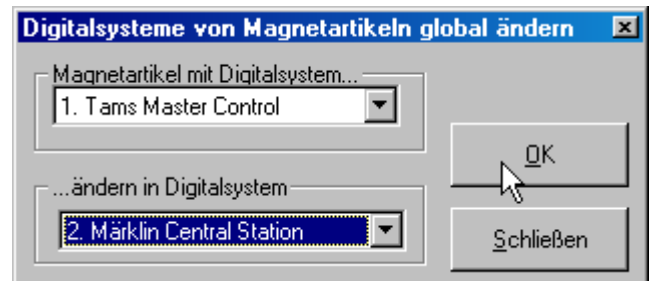 Digitalsysteme von Magnetartikeln global ändern
Magnetartikel mit Digitalsystem...
1. Tams Master Control
OK
...ändern in Digitalsystem
2. Märklin Central Station
Schließen